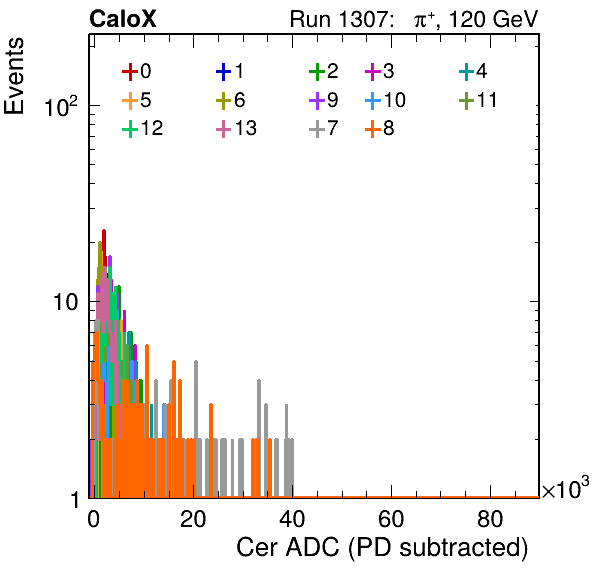 CaloX Run 1307: π+, 120 GeV
Events
0 1 2 3 4
5 6 9 10 11
12 13 7 8
10²
10
1
0 20 40 60 80 ×10³
Cer ADC (PD subtracted)